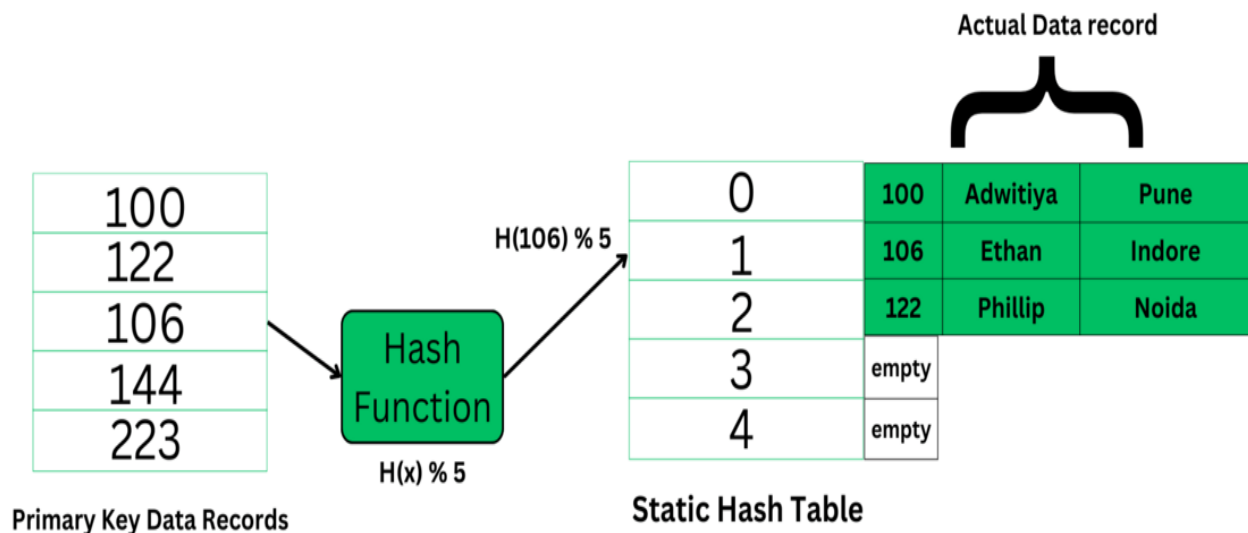 Actual Data record
100
122
106
144
223
Primary Key Data Records
Hash
Function
H(x) % 5
H(106) % 5
0 100 Adwitiya Pune
1 106 Ethan Indore
2 122 Phillip Noida
3 empty
4 empty
Static Hash Table